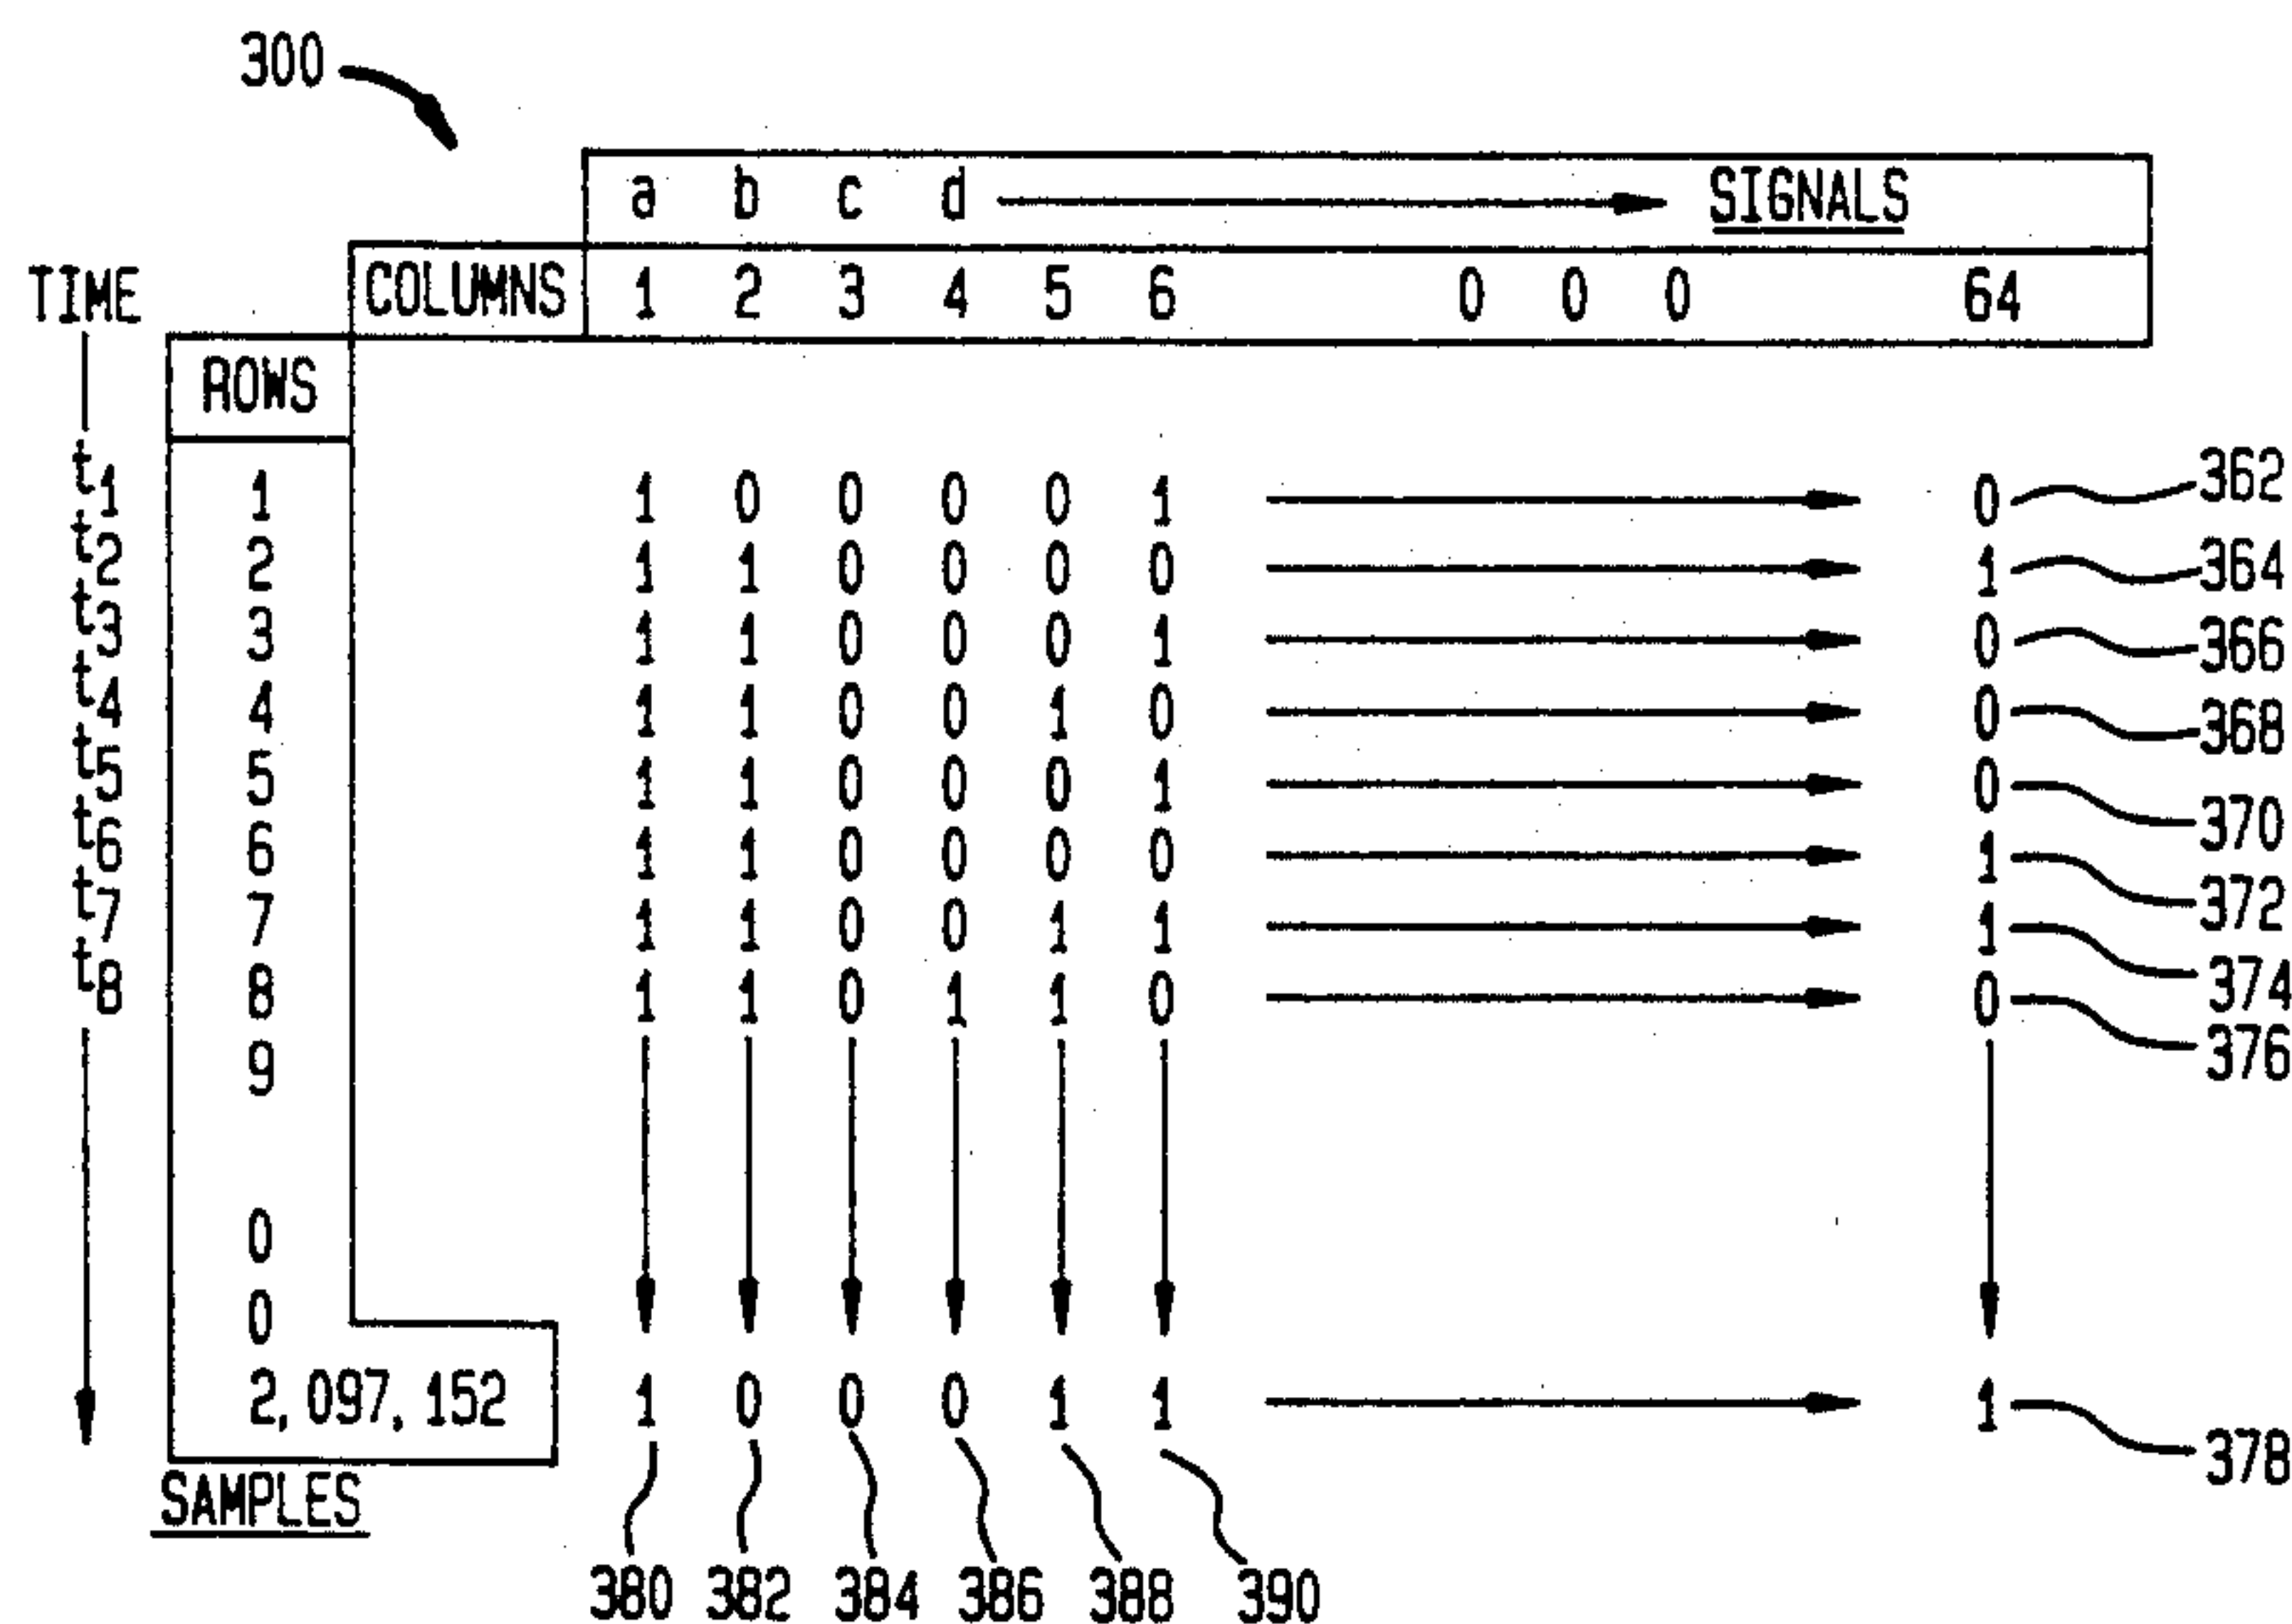 300
a b c d SIGNALS
TIME COLUMNS 1 2 3 4 5 6 0 0 0 64
ROWS
t1 1 1 0 0 0 0 1 0 362
t2 2 1 1 0 0 0 0 1 364
t3 3 1 1 0 0 0 1 0 366
t4 4 1 1 0 0 1 0 0 368
t5 5 1 1 0 0 0 1 0 370
t6 6 1 1 0 0 0 0 1 372
t7 7 1 1 0 0 1 1 1 374
t8 8 1 1 0 1 1 0 0 376
9
0
0
2,097,152 1 0 0 0 1 1 1 378
SAMPLES
380 382 384 386 388 390